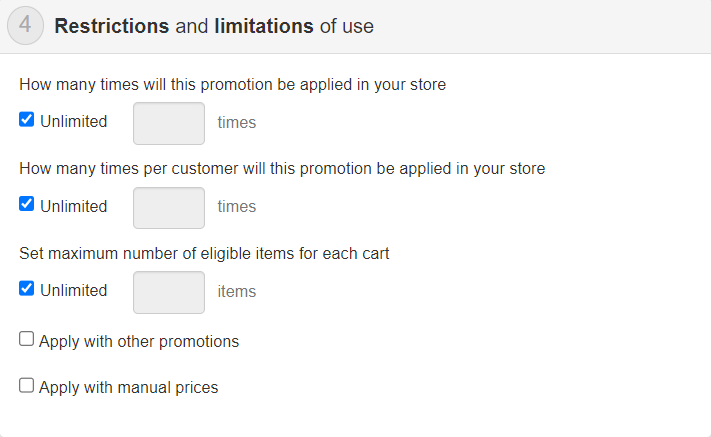 4 Restrictions and limitations of use
How many times will this promotion be applied in your store
Unlimited times
How many times per customer will this promotion be applied in your store
Unlimited times
Set maximum number of eligible items for each cart
Unlimited items
Apply with other promotions
Apply with manual prices